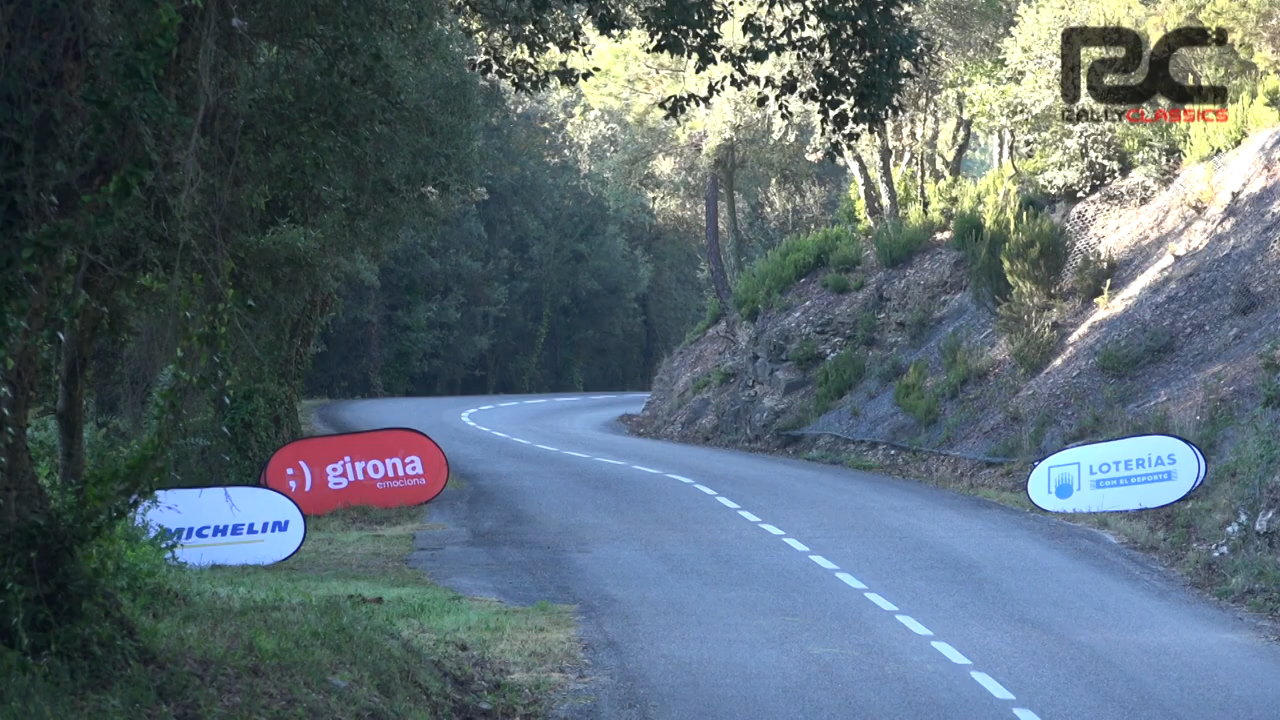 RC
RALLYCLASSICS
;) girona
emociona
MICHELIN
LOTERÍAS
CON EL DEPORTE